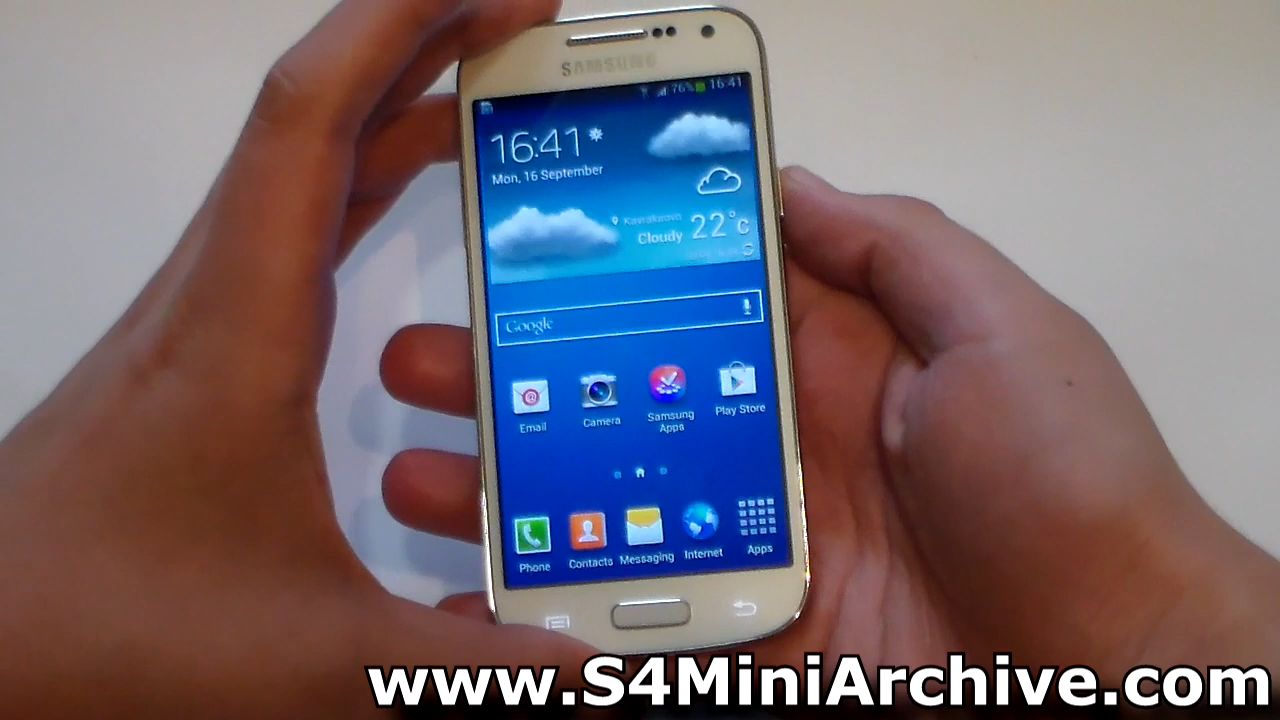 SAMSUNG
76% 16:41
16:41
Mon, 16 September
Cloudy 22°c
Google
Email Camera Samsung Apps Play Store
Phone Contacts Messaging Internet Apps
www.S4MiniArchive.com